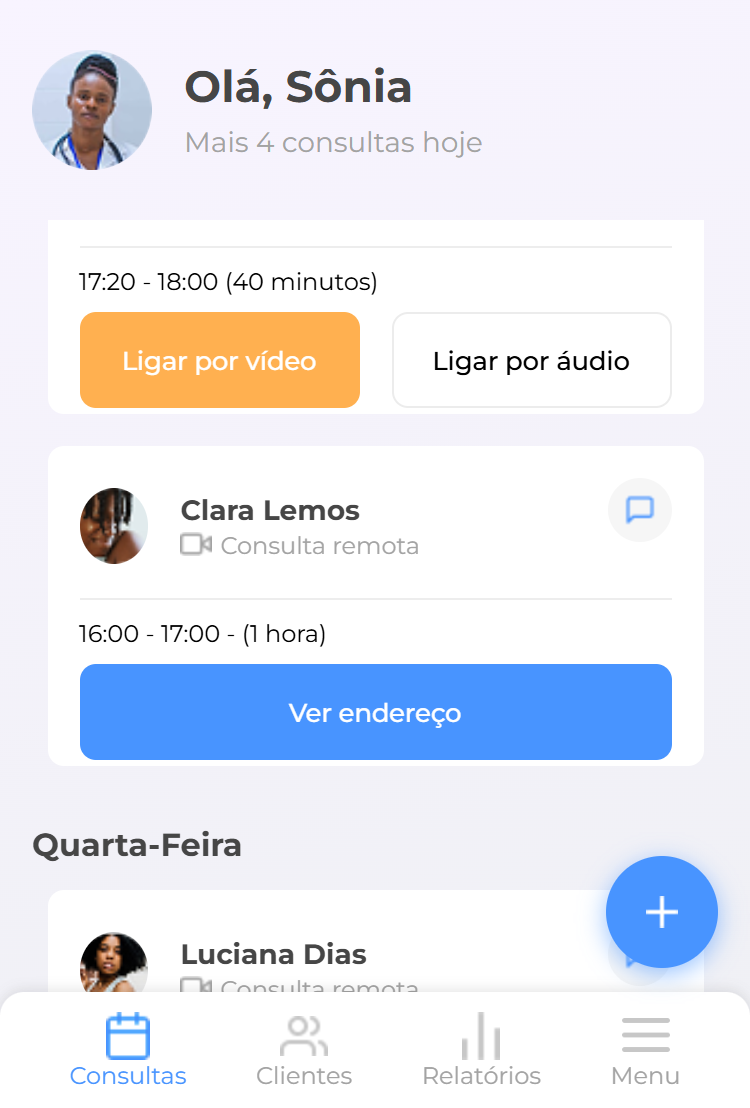 Olá, Sônia
Mais 4 consultas hoje
17:20 - 18:00 (40 minutos)
Ligar por vídeo
Ligar por áudio
Clara Lemos
Consulta remota
16:00 - 17:00 - (1 hora)
Ver endereço
Quarta-Feira
Luciana Dias
Consulta remota
Consultas
Clientes
Relatórios
Menu